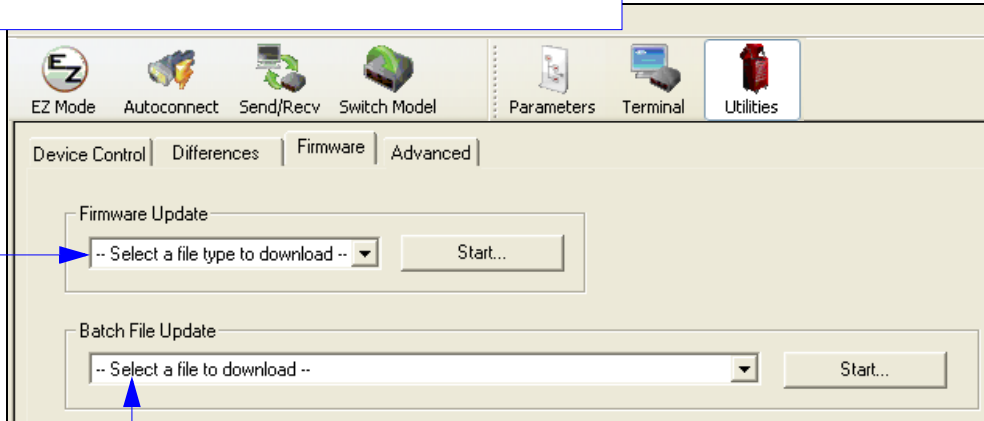 EZ
EZ Mode Autoconnect Send/Recv Switch Model Parameters Terminal Utilities
Device Control Differences Firmware Advanced
Firmware Update
-- Select a file type to download -- Start...
Batch File Update
-- Select a file to download -- Start...